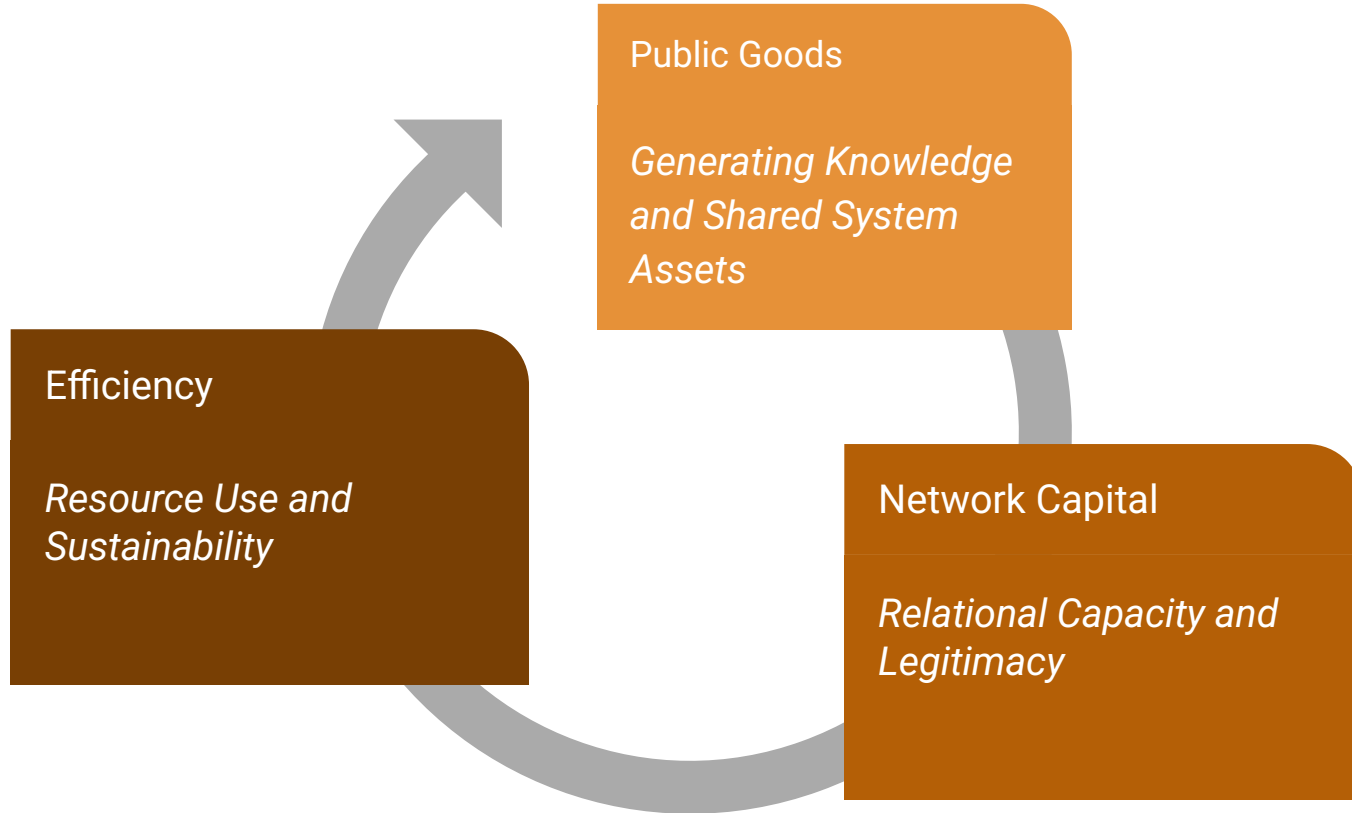 Public Goods
Generating Knowledge
and Shared System
Assets
Efficiency
Resource Use and
Sustainability
Network Capital
Relational Capacity and
Legitimacy